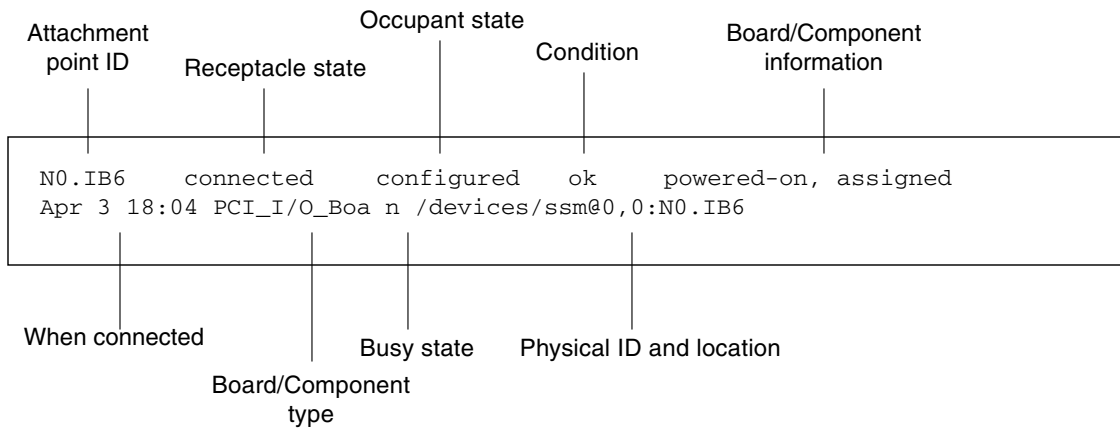 Attachment
point ID
Receptacle state
Occupant state
Condition
Board/Component
information
N0.IB6 connected configured ok powered-on, assigned
Apr 3 18:04 PCI_I/O_Boa n /devices/ssm@0,0:N0.IB6
When connected
Board/Component
type
Busy state
Physical ID and location